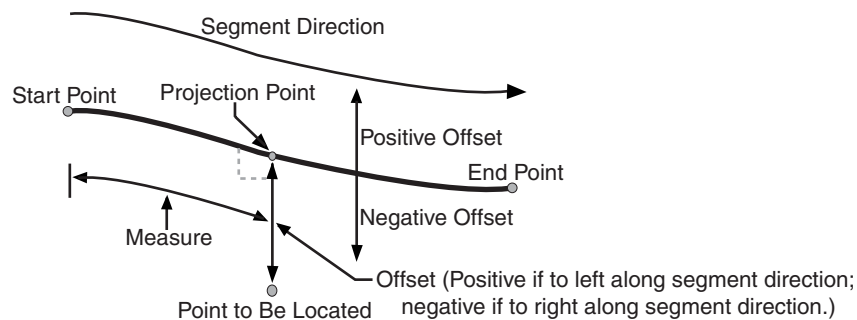 Segment Direction
Start Point
Projection Point
Positive Offset
End Point
Negative Offset
Measure
Offset (Positive if to left along segment direction;
negative if to right along segment direction.)
Point to Be Located